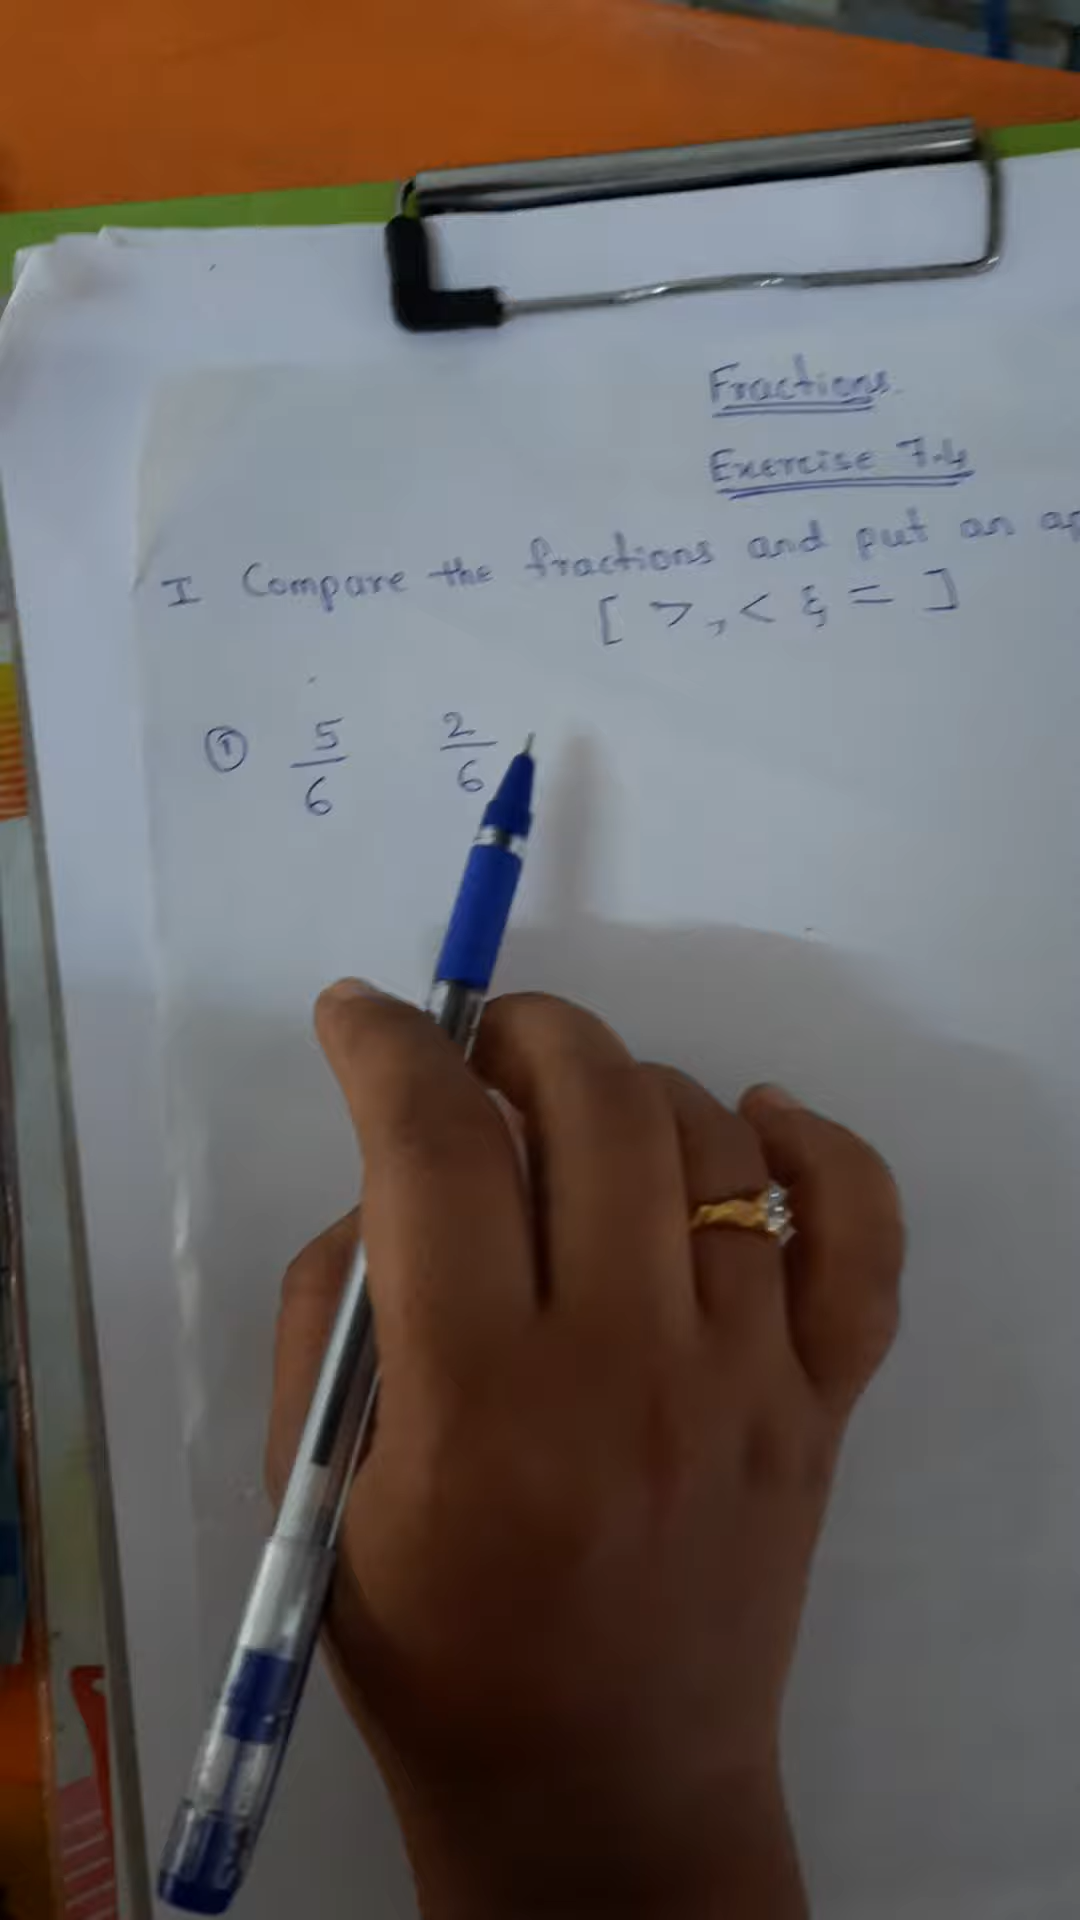 Fractions.
Exercise 7.4
I Compare the fractions and put an
[ >, < & = ]
① 5/6 2/6